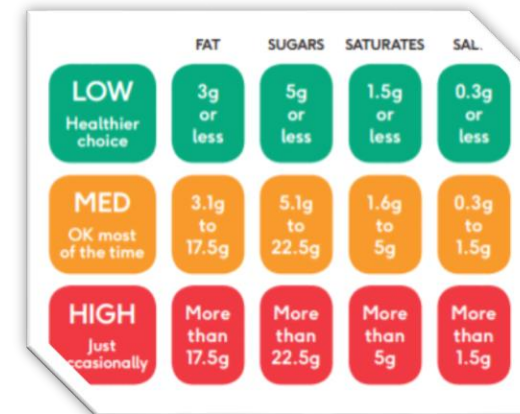 FAT SUGARS SATURATES SAL.
LOW
Healthier
choice
3g
or
less
5g
or
less
1.5g
or
less
0.3g
or
less
MED
OK most
of the time
3.1g
to
17.5g
5.1g
to
22.5g
1.6g
to
5g
0.3g
to
1.5g
HIGH
Just
ccasionally
More
than
17.5g
More
than
22.5g
More
than
5g
More
than
1.5g